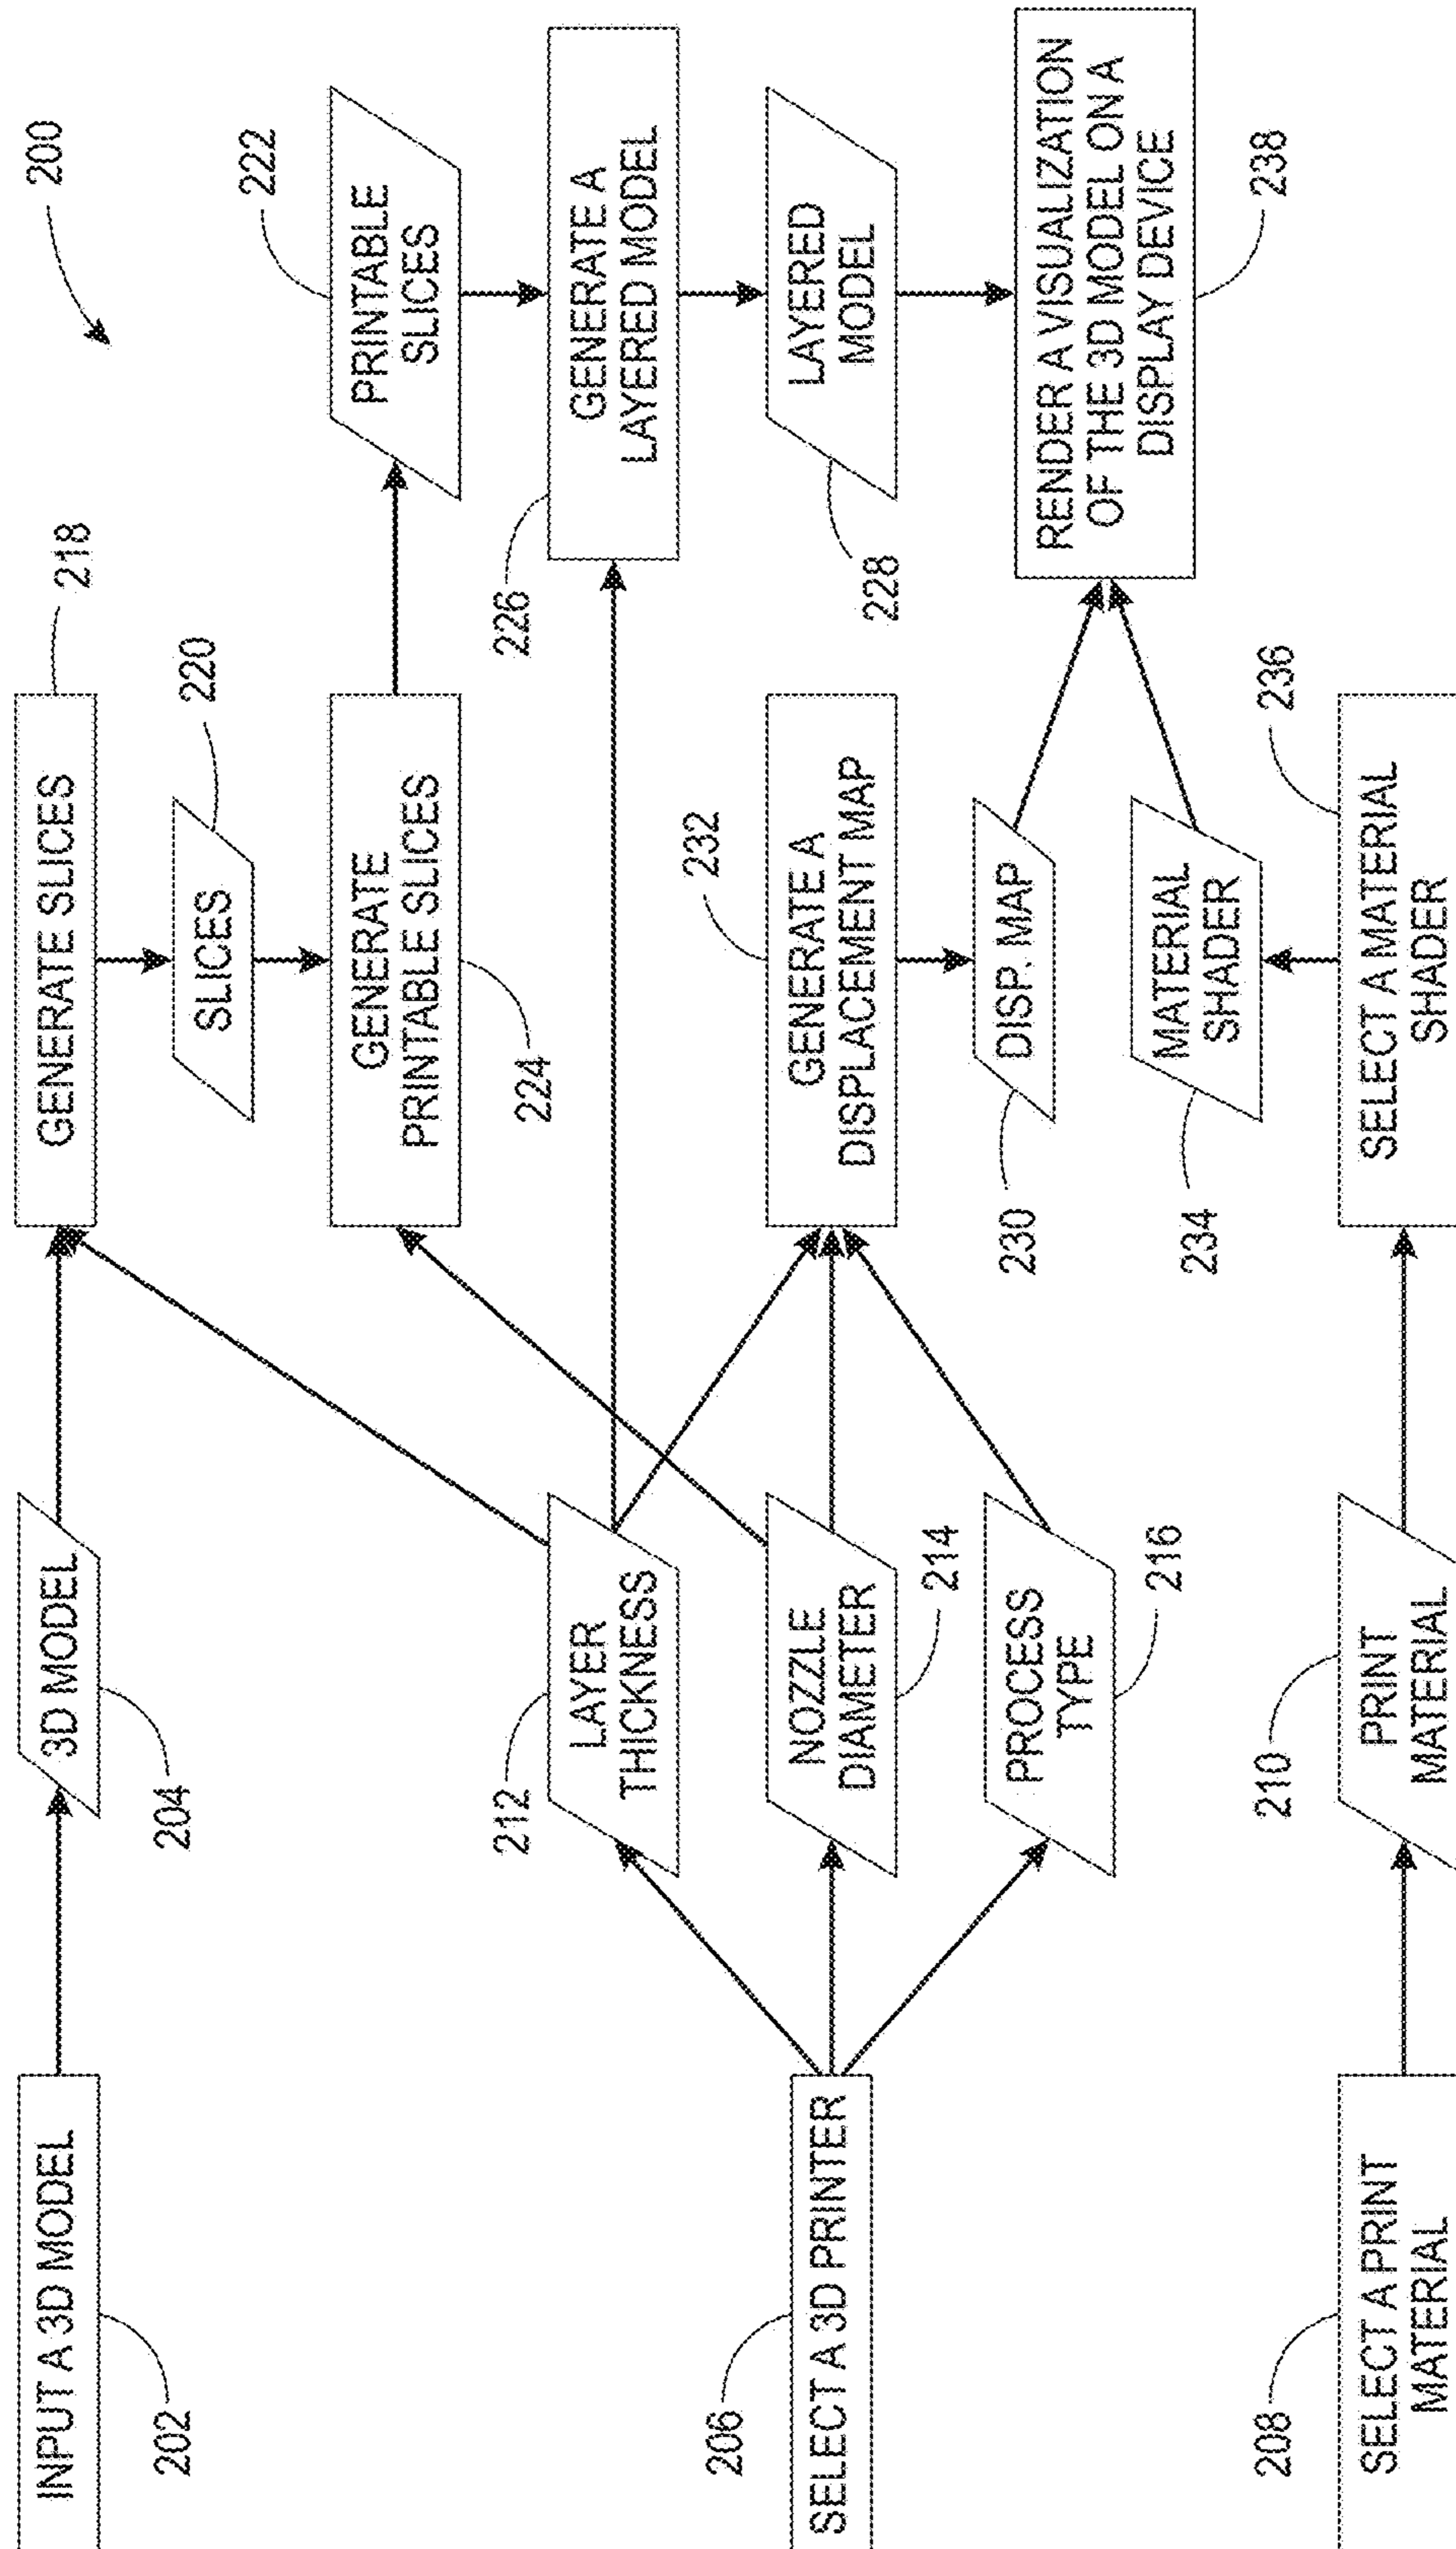 200
INPUT A 3D MODEL
202
3D MODEL
204
GENERATE SLICES
218
SLICES
220
GENERATE
PRINTABLE SLICES
224
PRINTABLE
SLICES
222
SELECT A 3D PRINTER
206
LAYER
THICKNESS
212
NOZZLE
DIAMETER
214
PROCESS
TYPE
216
GENERATE A
LAYERED MODEL
226
LAYERED
MODEL
228
GENERATE A
DISPLACEMENT MAP
232
DISP. MAP
230
MATERIAL
SHADER
234
RENDER A VISUALIZATION
OF THE 3D MODEL ON A
DISPLAY DEVICE
238
SELECT A PRINT
MATERIAL
208
PRINT
MATERIAL
210
SELECT A MATERIAL
SHADER
236